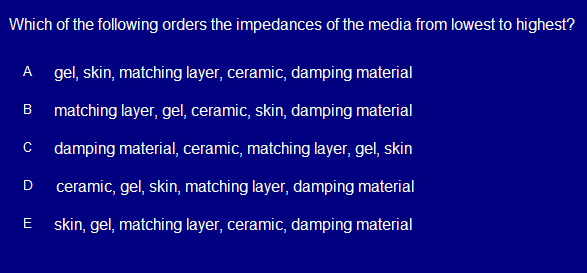 Which of the following orders the impedances of the media from lowest to highest?
A gel, skin, matching layer, ceramic, damping material
B matching layer, gel, ceramic, skin, damping material
C damping material, ceramic, matching layer, gel, skin
D ceramic, gel, skin, matching layer, damping material
E skin, gel, matching layer, ceramic, damping material